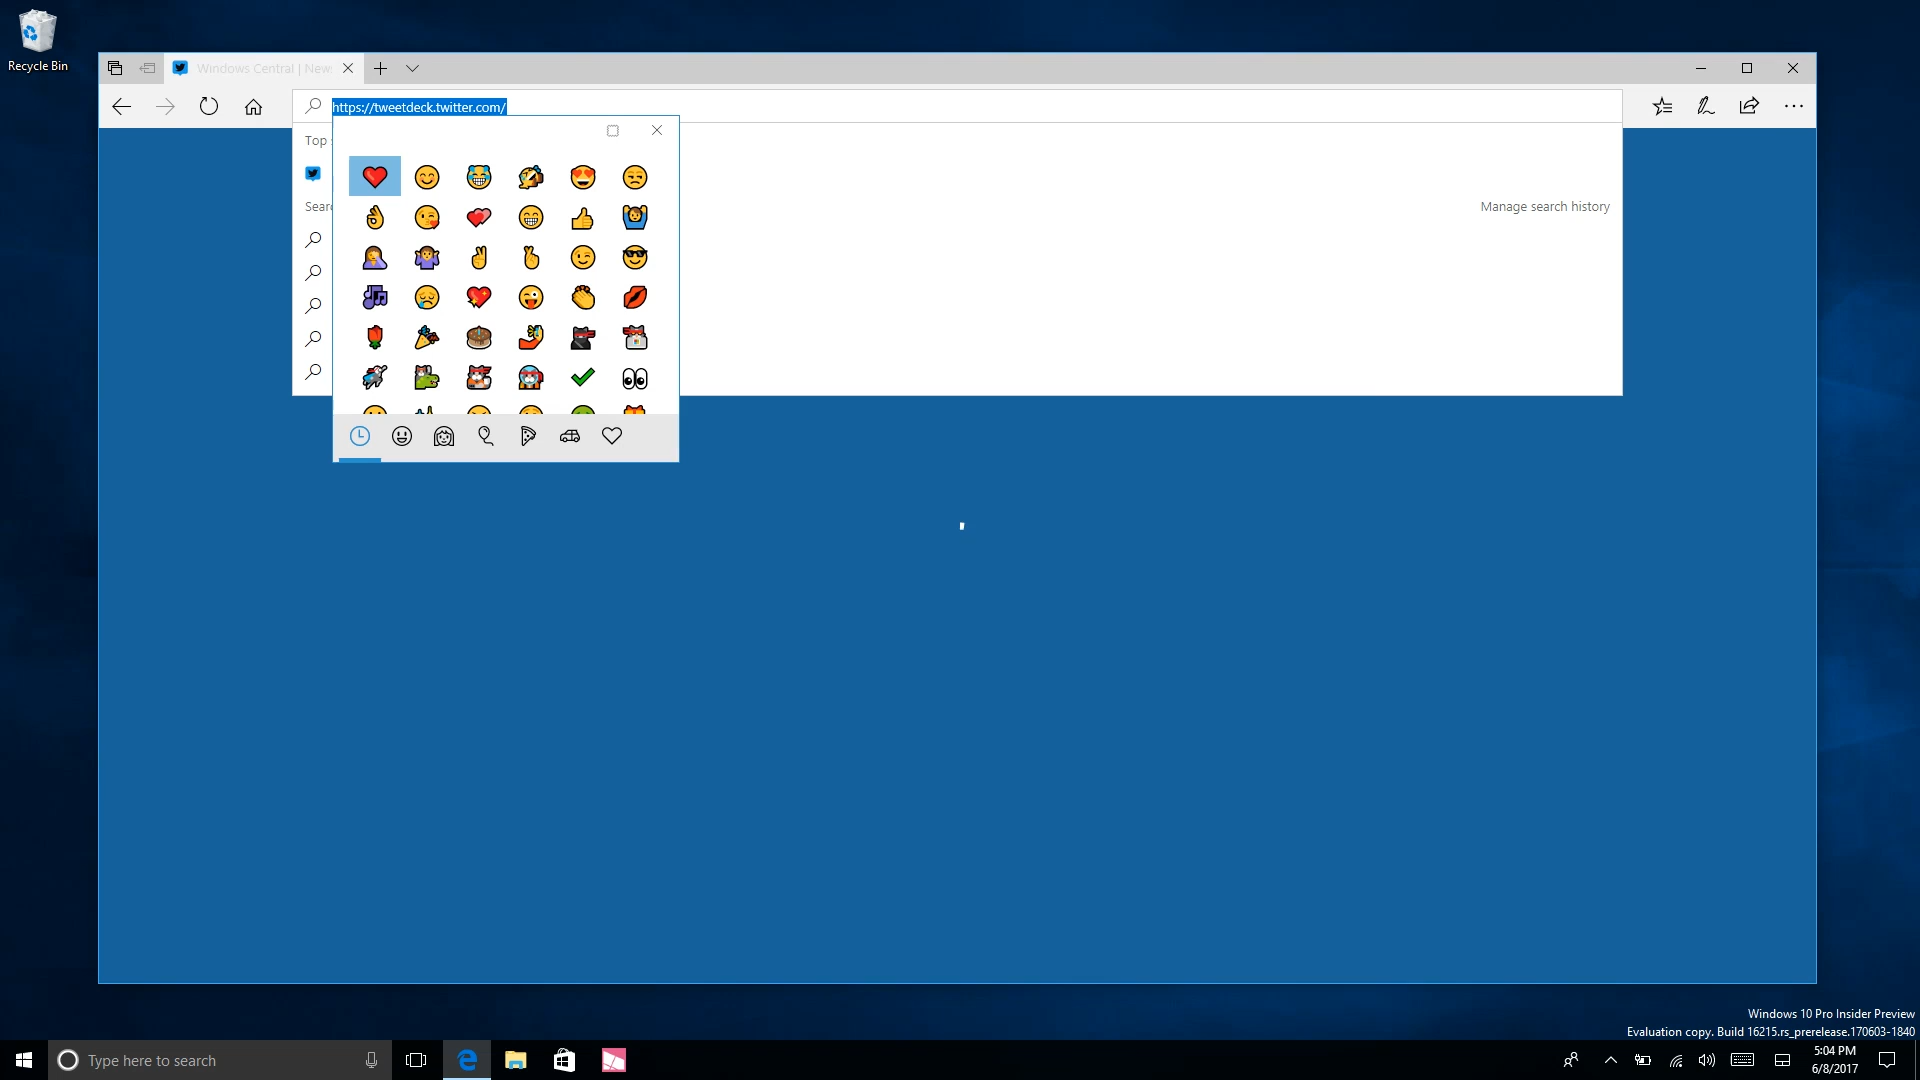 Recycle Bin
Windows Central | New
https://tweetdeck.twitter.com/
Top
Sear
Manage search history
Windows 10 Pro Insider Preview
Evaluation copy. Build 16215.rs_prerelease.170603-1840
Type here to search
5:04 PM
6/8/2017